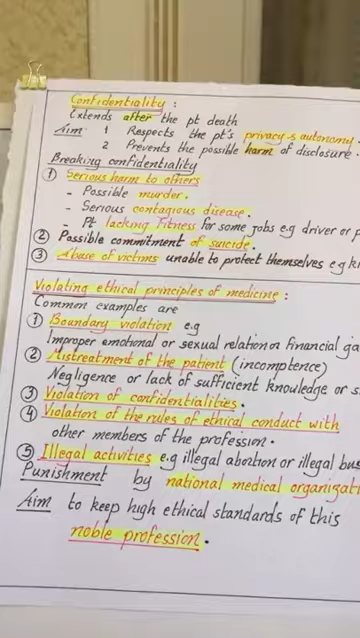 Confidentiality :
Extends after the pt death
Aim : 1 Respects the pt's privacy & autonomy.
2 Prevents the possible harm of disclosure.
Breaking confidentiality
① Serious harm to others
- Possible murder.
- Serious contagious disease.
- Pt lacking fitness for some jobs e.g driver or
② Possible commitment of suicide.
③ Abuse of victims unable to protect themselves e.g
Violating ethical principles of medicine :
Common examples are
① Boundary violation e.g
Improper emotional or sexual relation or financial
② Mistreatment of the patient (incomptence)
Negligence or lack of sufficient knowledge or
③ Violation of confidentialities.
④ Violation of the rules of ethical conduct with
other members of the profession.
⑤ Illegal activities e.g illegal abortion or illegal
Punishment by national medical
Aim to keep high ethical standards of this
noble profession.